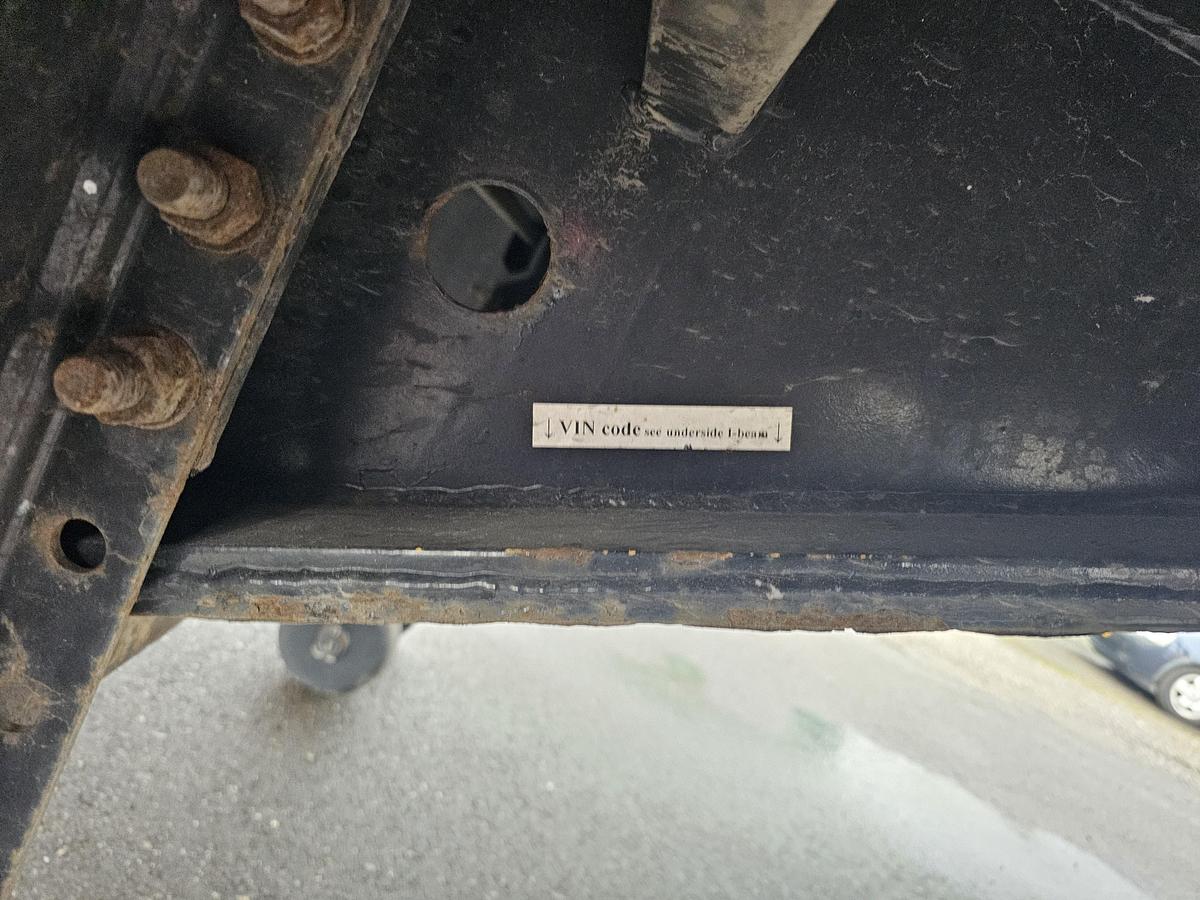 ↓ VIN code see underside I-beam ↓